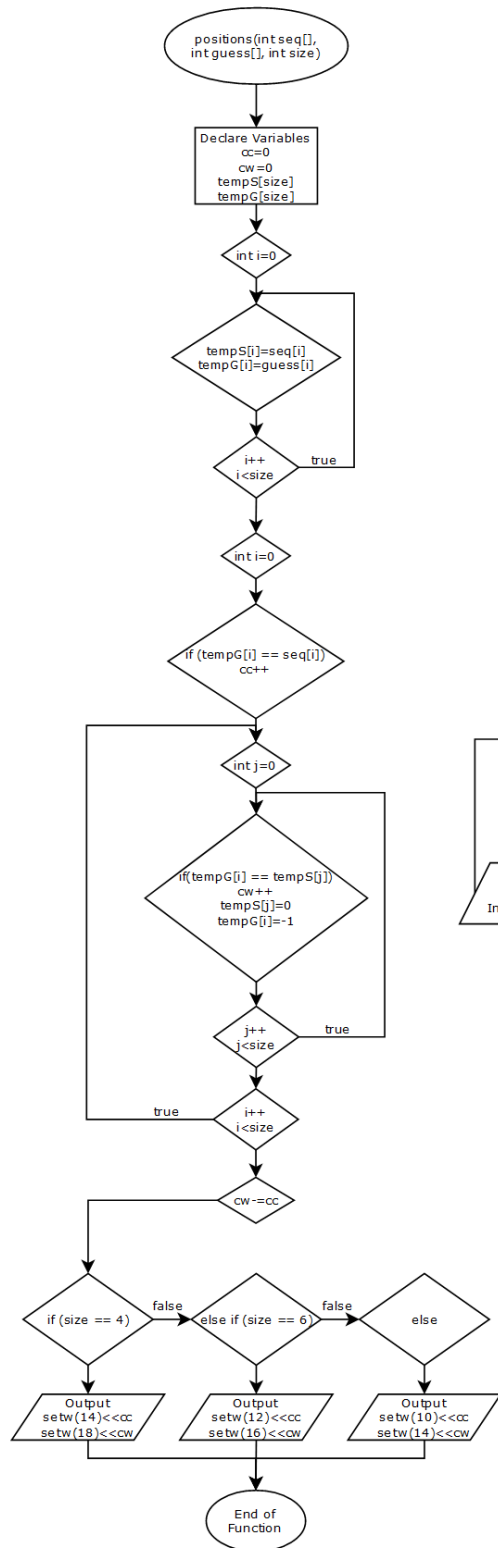 positions(int seq[],
int guess[], int size)
Declare Variables
cc=0
cw=0
tempS[size]
tempG[size]
int i=0
tempS[i]=seq[i]
tempG[i]=guess[i]
i++
i<size
true
int i=0
if (tempG[i] == seq[i])
cc++
int j=0
if(tempG[i] == tempS[j])
cw++
tempS[j]=0
tempG[i]=-1
In
j++
j<size
true
i++
i<size
true
cw-=cc
if (size == 4)
false
else if (size == 6)
false
else
Output
setw(14)<<cc
setw(18)<<cw
Output
setw(12)<<cc
setw(16)<<cw
Output
setw(10)<<cc
setw(14)<<cw
End of
Function